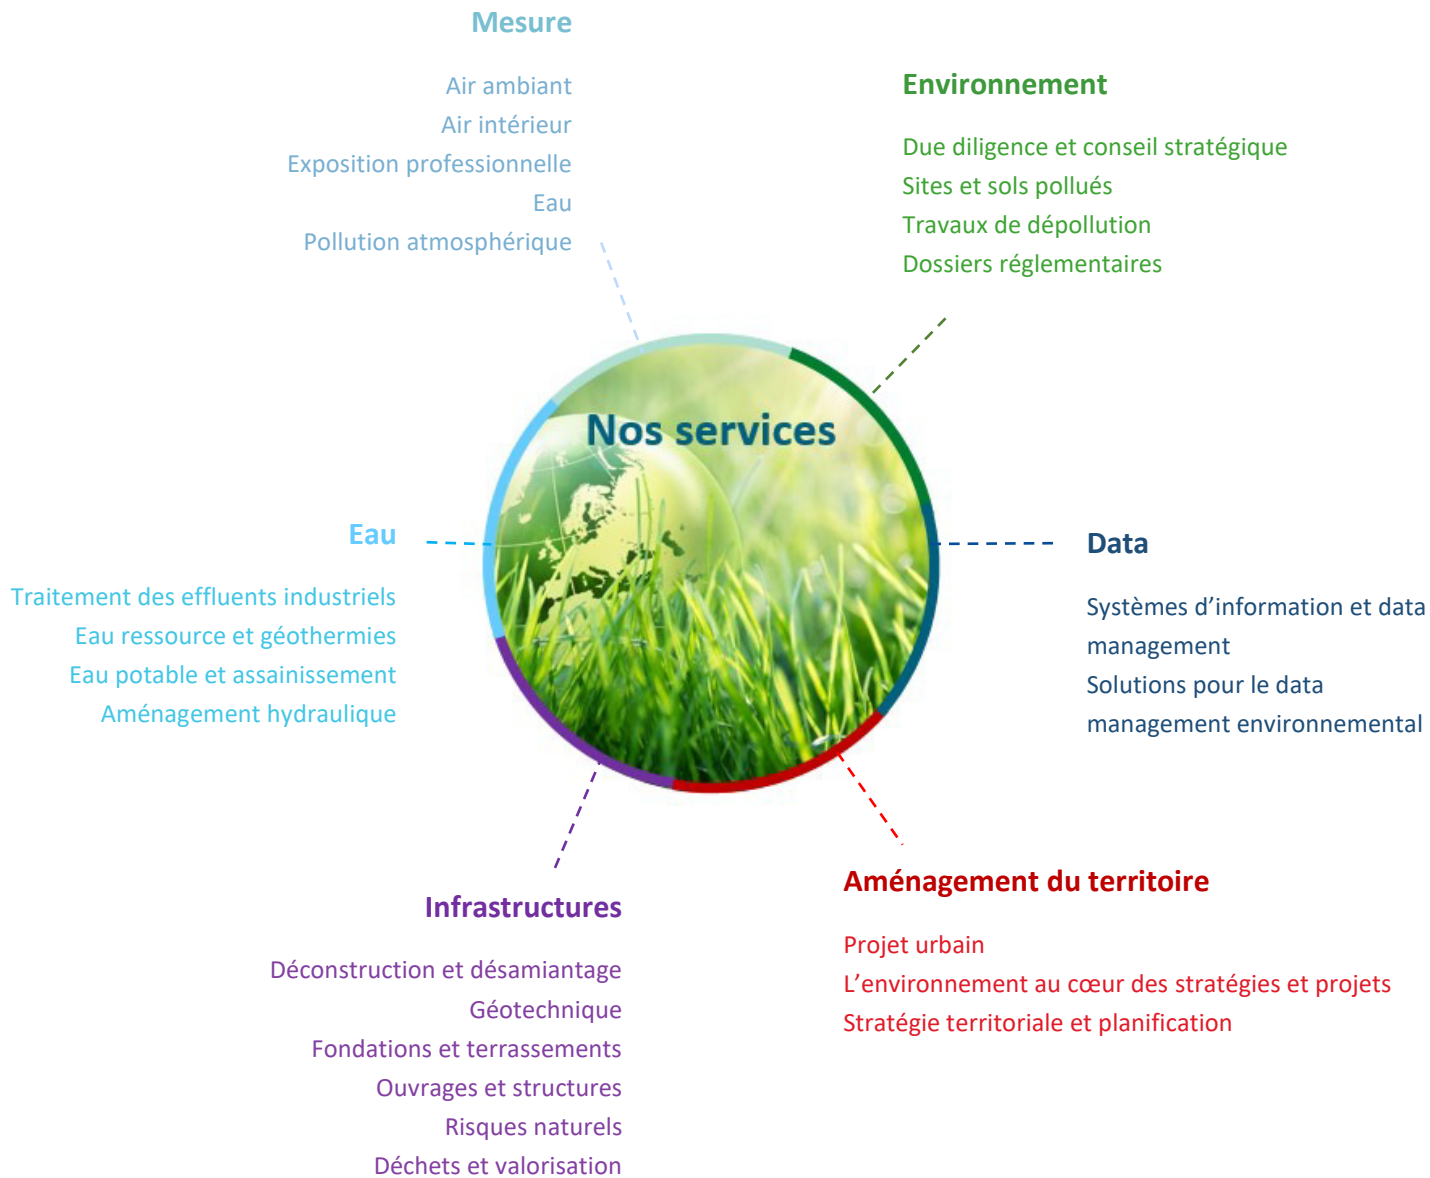 Mesure
Air ambiant
Air intérieur
Exposition professionnelle
Eau
Pollution atmosphérique
Environnement
Due diligence et conseil stratégique
Sites et sols pollués
Travaux de dépollution
Dossiers réglementaires
Nos services
Eau
Traitement des effluents industriels
Eau ressource et géothermies
Eau potable et assainissement
Aménagement hydraulique
Data
Systèmes d’information et data
management
Solutions pour le data
management environnemental
Infrastructures
Déconstruction et désamiantage
Géotechnique
Fondations et terrassements
Ouvrages et structures
Risques naturels
Déchets et valorisation
Aménagement du territoire
Projet urbain
L’environnement au cœur des stratégies et projets
Stratégie territoriale et planification